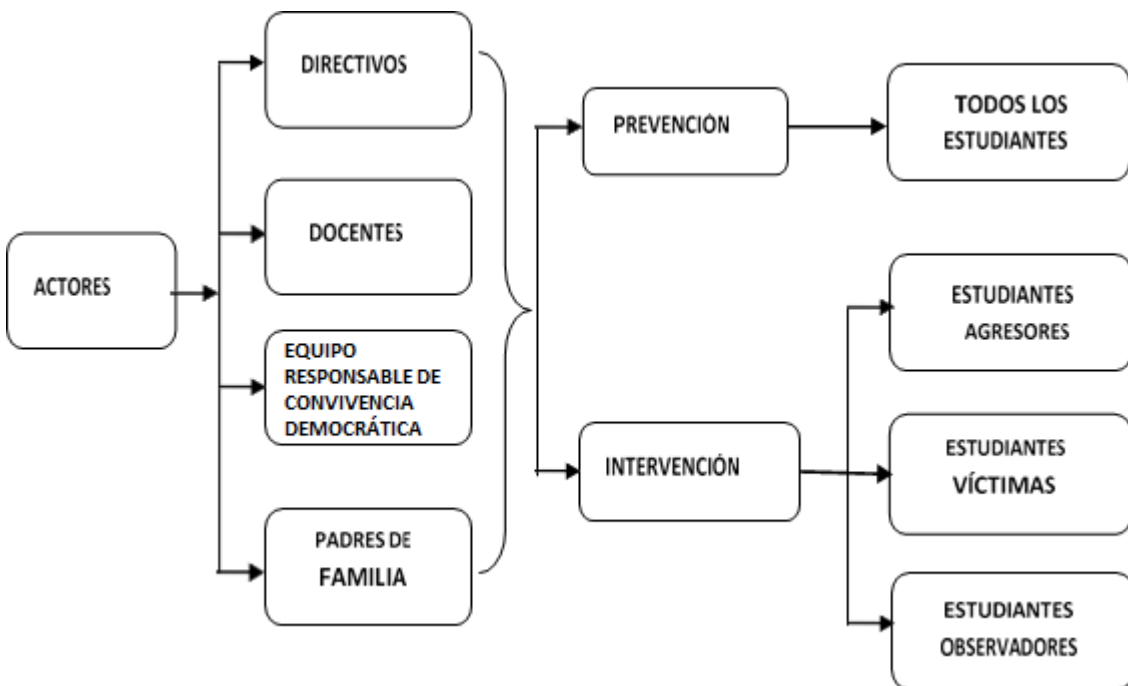 ACTORES
DIRECTIVOS
DOCENTES
EQUIPO
RESPONSABLE DE
CONVIVENCIA
DEMOCRÁTICA
PADRES DE
FAMILIA
PREVENCIÓN
INTERVENCIÓN
TODOS LOS
ESTUDIANTES
ESTUDIANTES
AGRESORES
ESTUDIANTES
VÍCTIMAS
ESTUDIANTES
OBSERVADORES